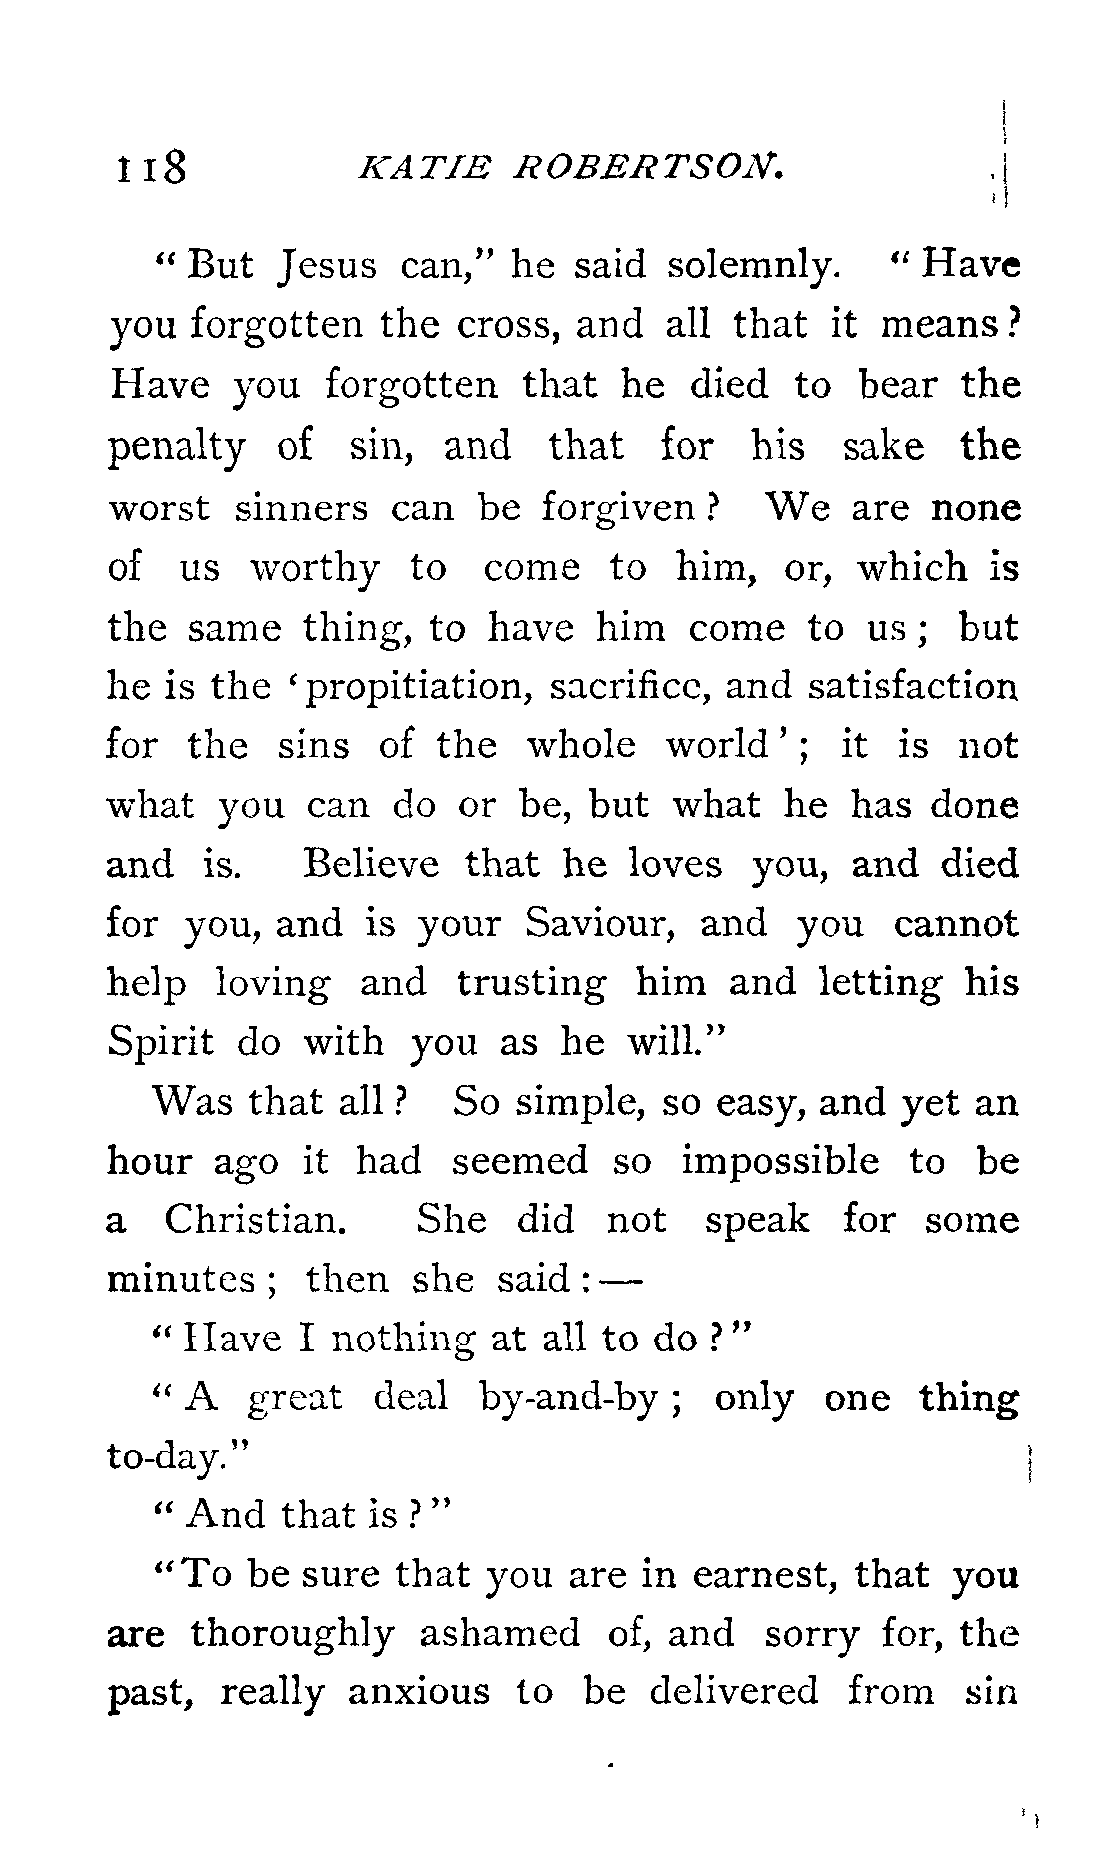 118 KATIE ROBERTSON.
“ But Jesus can,” he said solemnly. “ Have
you forgotten the cross, and all that it means ?
Have you forgotten that he died to bear the
penalty of sin, and that for his sake the
worst sinners can be forgiven ? We are none
of us worthy to come to him, or, which is
the same thing, to have him come to us ; but
he is the ‘ propitiation, sacrifice, and satisfaction
for the sins of the whole world ’ ; it is not
what you can do or be, but what he has done
and is. Believe that he loves you, and died
for you, and is your Saviour, and you cannot
help loving and trusting him and letting his
Spirit do with you as he will.”
Was that all ? So simple, so easy, and yet an
hour ago it had seemed so impossible to be
a Christian. She did not speak for some
minutes ; then she said : —
“ Have I nothing at all to do ? ”
“ A great deal by-and-by ; only one thing
to-day.”
“ And that is ? ”
“ To be sure that you are in earnest, that you
are thoroughly ashamed of, and sorry for, the
past, really anxious to be delivered from sin